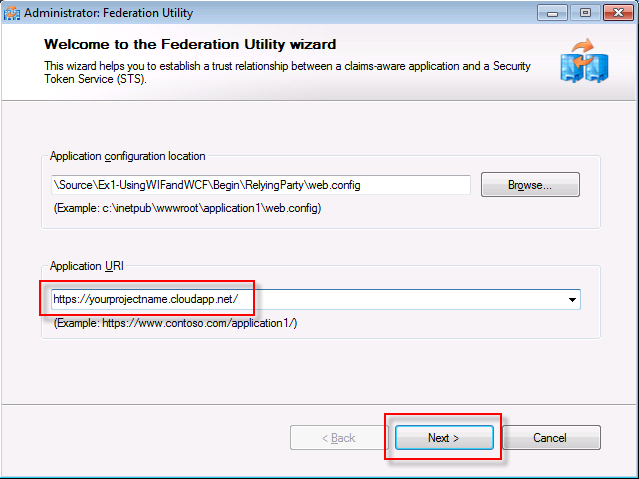 Administrator: Federation Utility
Welcome to the Federation Utility wizard
This wizard helps you to establish a trust relationship between a claims-aware application and a Security
Token Service (STS).
Application configuration location
\Source\Ex1-UsingWIFandWCF\Begin\RelyingParty\web.config
Browse...
(Example: c:\inetpub\wwwroot\application1\web.config)
Application URI
https://yourprojectname.cloudapp.net/
(Example: https://www.contoso.com/application1/)
< Back
Next >
Cancel